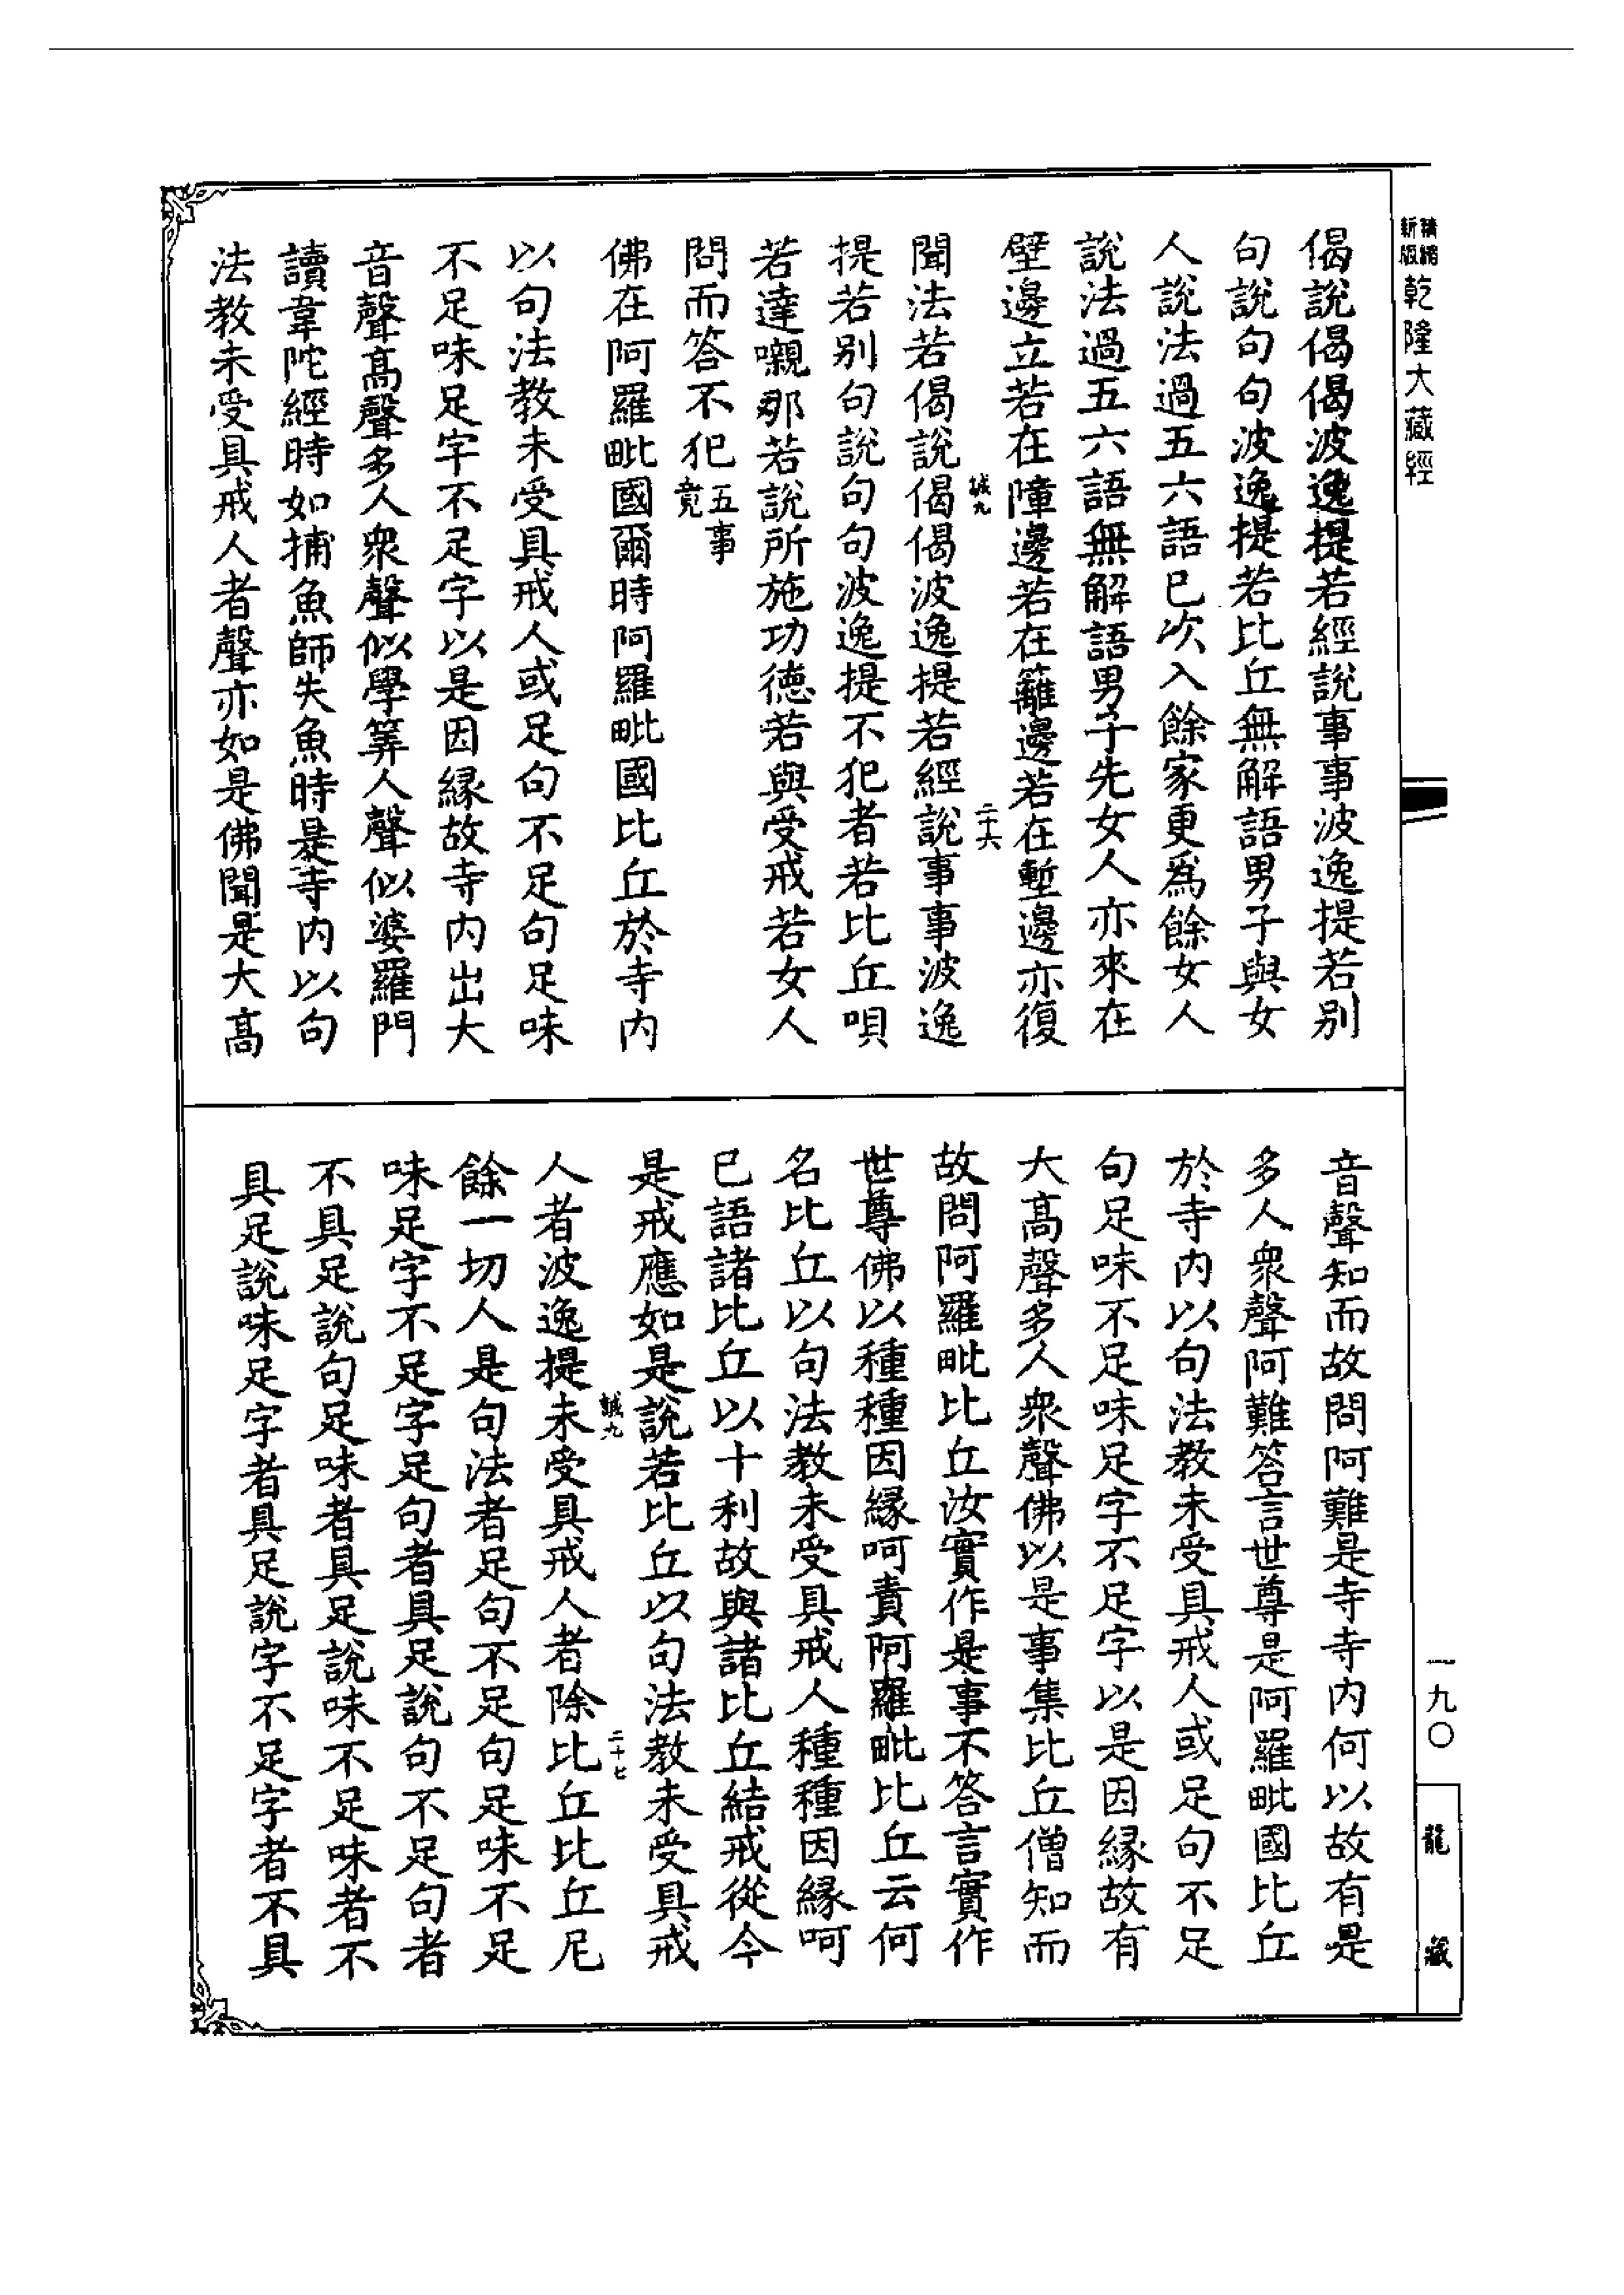 精縮新版乾隆大藏經
偈說偈偈波逸提若經說事事波逸提若別
句說句句波逸提若比丘無解語男子與女
人說法過五六語已次入餘家更爲餘女人
說法過五六語無解語男子先女人亦來在
壁邊立若在障邊若在籬邊若在塹邊亦復
誠九 二十六
聞法若偈說偈偈波逸提若經說事事波逸
提若別句說句句波逸提不犯者若比丘唄
若達嚫那若說所施功德若與受戒若女人
問而答不犯五事竟
佛在阿羅毗國爾時阿羅毗國比丘於寺內
以句法教未受具戒人或足句不足句足味
不足味足字不足字以是因緣故寺內出大
音聲高聲多人衆聲似學筭人聲似婆羅門
讀韋陀經時如捕魚師失魚時是寺內以句
法教未受具戒人者聲亦如是佛聞是大高
音聲知而故問阿難是寺寺內何以故有是
多人衆聲阿難答言世尊是阿羅毗國比丘
於寺內以句法教未受具戒人或足句不足
句足味不足味足字不足字以是因緣故有
大高聲多人衆聲佛以是事集比丘僧知而
故問阿羅毗比丘汝實作是事不答言實作
世尊佛以種種因緣呵責阿羅毗比丘云何
名比丘以句法教未受具戒人種種因緣呵
已語諸比丘以十利故與諸比丘結戒從今
是戒應如是說若比丘以句法教未受具戒
誠九 二十七
人者波逸提未受具戒人者除比丘比丘尼
餘一切人是句法者足句不足句足味不足
味足字不足字足句者具足說句不足句者
不具足說句足味者具足說味不足味者不
具足說味足字者具足說字不足字者不具
一九〇
龍藏